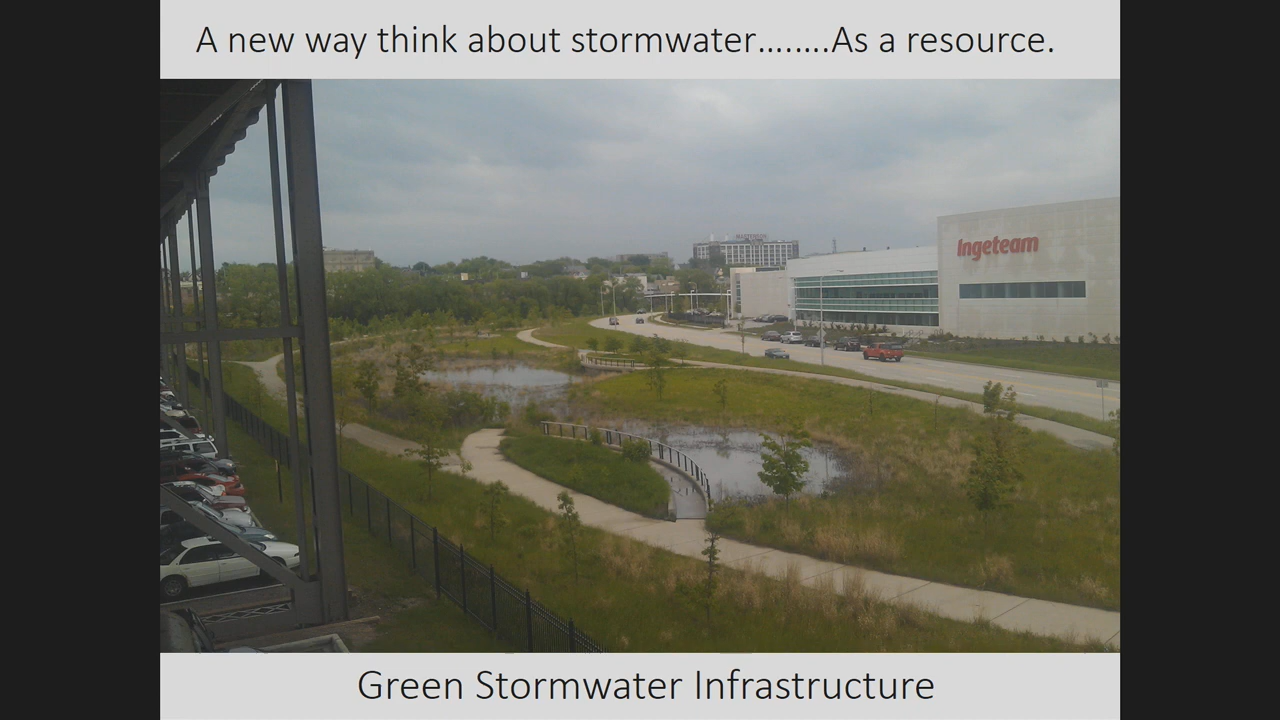 A new way think about stormwater........As a resource.
Ingeteam
Green Stormwater Infrastructure